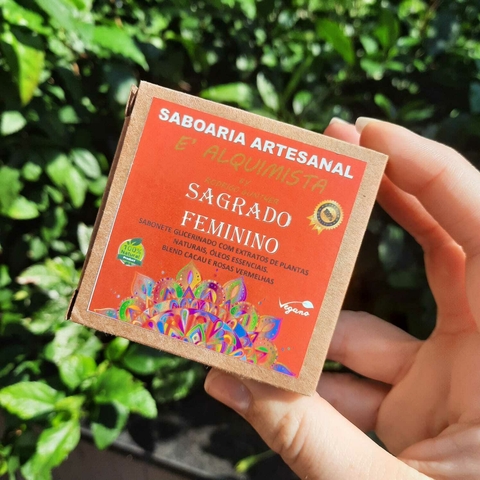 SABOARIA ARTESANAL
E' ALQUIMISTA
SAGRADO
FEMININO
SABONETE GLICERINADO COM EXTRATOS DE PLANTAS
NATURAIS, ÓLEOS ESSENCIAIS.
BLEND CACAU E ROSAS VERMELHAS
100%
Vegano